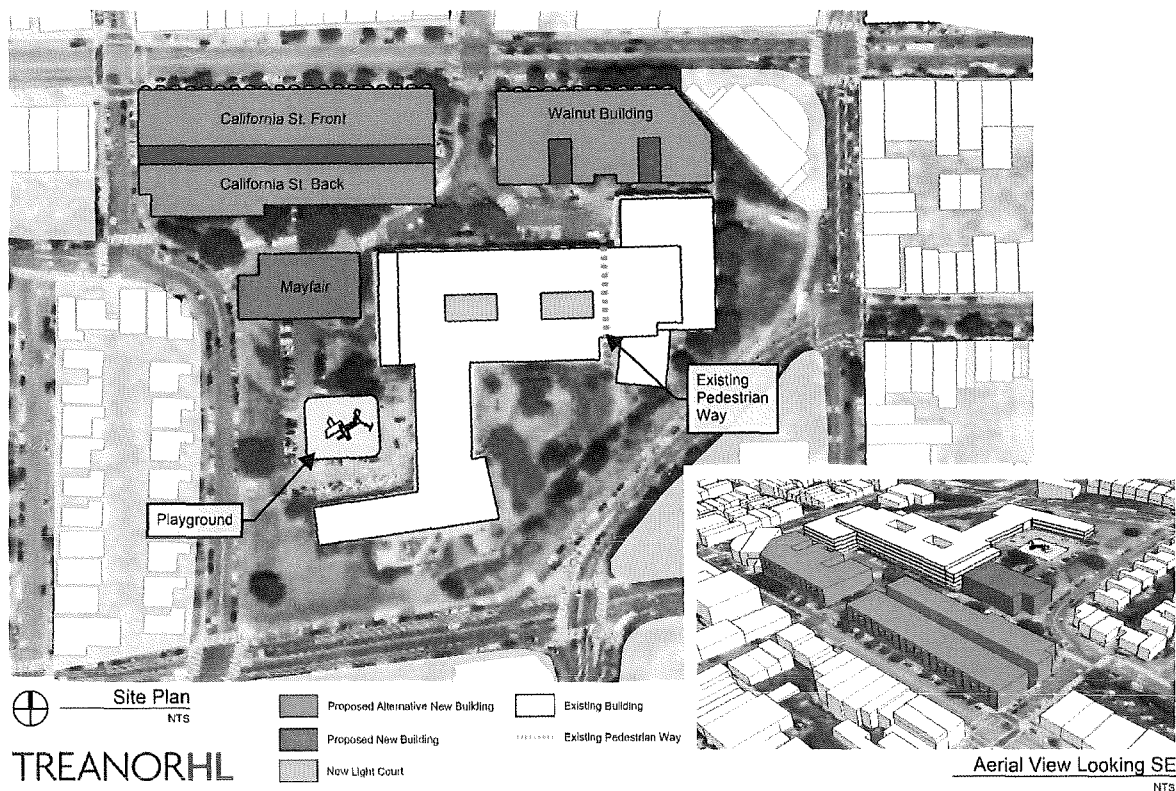 California St. Front
California St. Back
Walnut Building
Mayfair
Existing
Pedestrian
Way
Playground
Site Plan
NTS
Proposed Alternative New Building
Existing Building
Proposed New Building
Existing Pedestrian Way
New Light Court
TREANORHL
Aerial View Looking SE
NTS